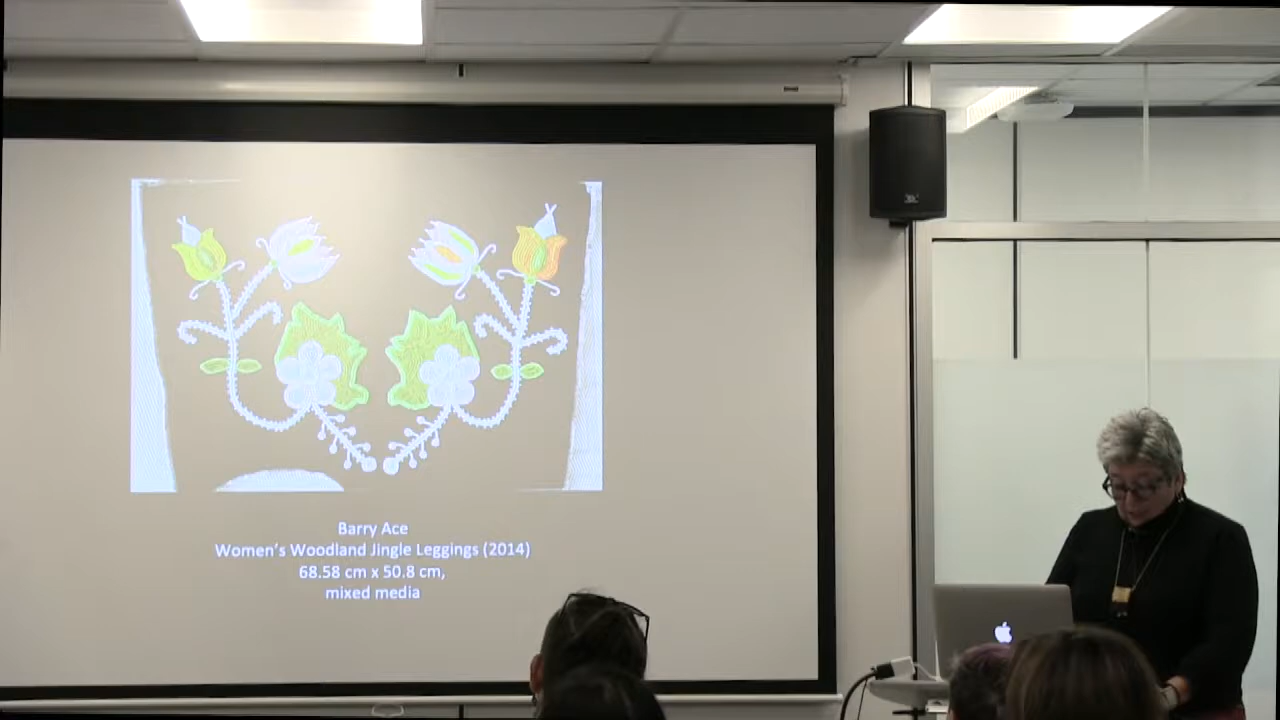 Barry Ace
Women's Woodland Jingle Leggings (2014)
68.58 cm x 50.8 cm,
mixed media